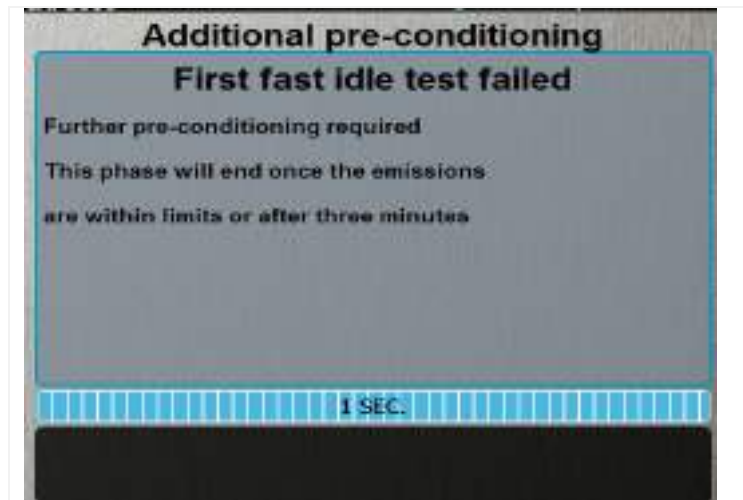 Additional pre-conditioning
First fast idle test failed
Further pre-conditioning required
This phase will end once the emissions
are within limits or after three minutes
1 SEC.